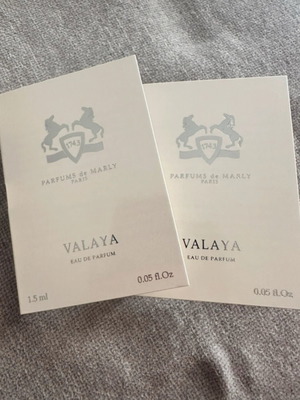 1743
PARFUMS de MARLY
PARIS
VALAYA
EAU DE PARFUM
1.5 ml
0.05 fl.Oz
1743
PARFUMS de MARLY
PARIS
VALAYA
EAU DE PARFUM
0.05 fl.Oz